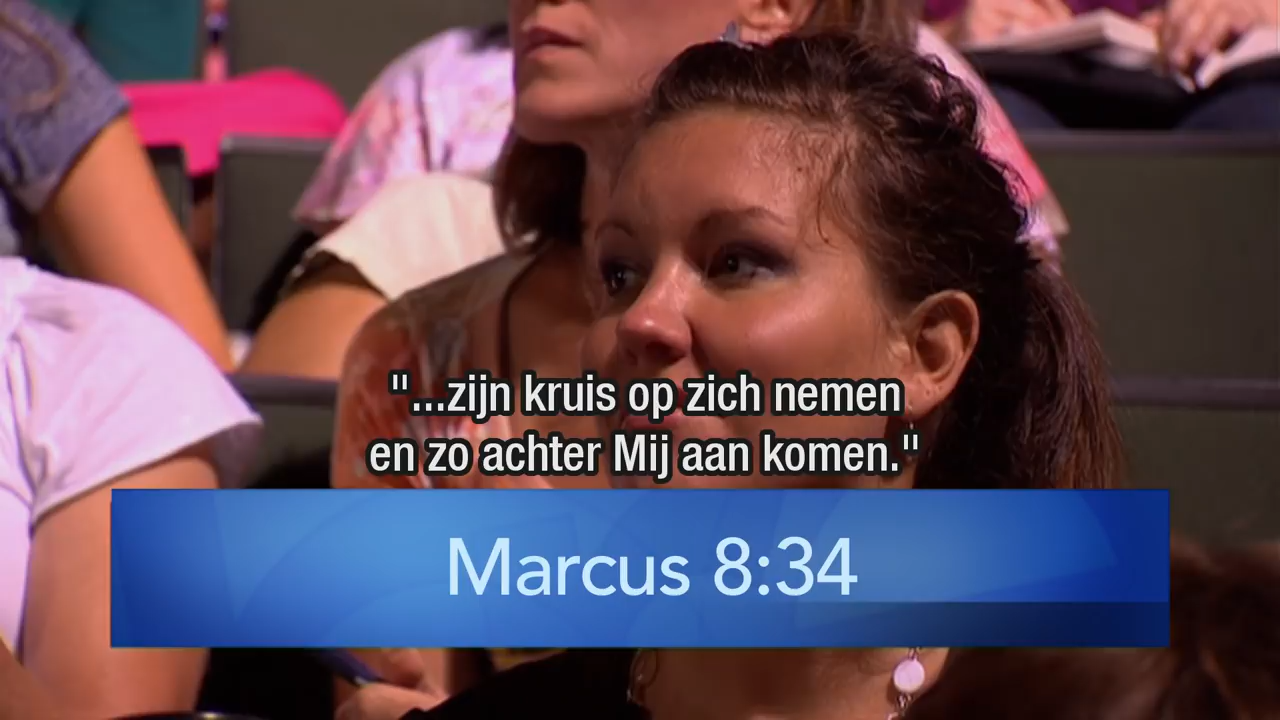 "...zijn kruis op zich nemen
en zo achter Mij aan komen."
Marcus 8:34